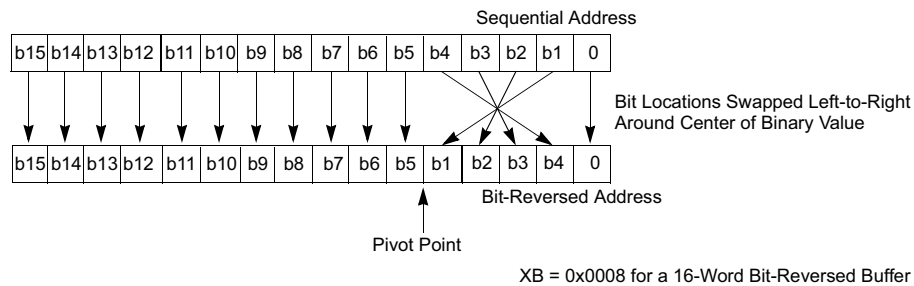 Sequential Address
b15 b14 b13 b12 b11 b10 b9 b8 b7 b6 b5 b4 b3 b2 b1 0
Bit Locations Swapped Left-to-Right
Around Center of Binary Value
b15 b14 b13 b12 b11 b10 b9 b8 b7 b6 b5 b1 b2 b3 b4 0
Bit-Reversed Address
Pivot Point
XB = 0x0008 for a 16-Word Bit-Reversed Buffer